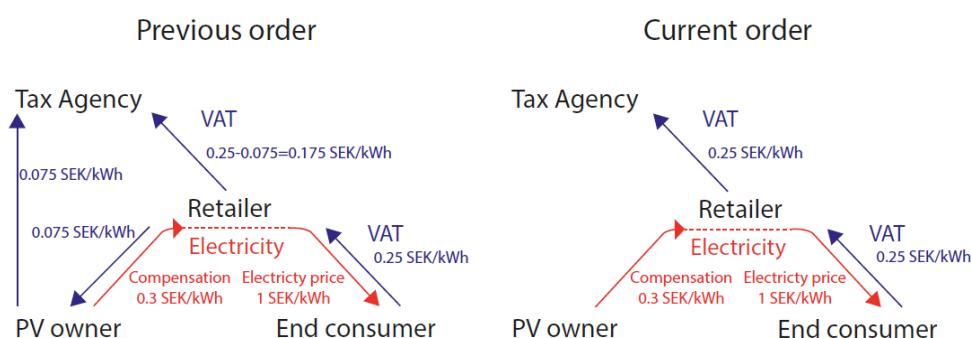 Previous order
Tax Agency
VAT
0.25-0.075=0.175 SEK/kWh
0.075 SEK/kWh
Retailer
0.075 SEK/kWh
Electricity
VAT
0.25 SEK/kWh
Compensation
0.3 SEK/kWh
Electricty price
1 SEK/kWh
PV owner
End consumer
Current order
Tax Agency
VAT
0.25 SEK/kWh
Retailer
Electricity
VAT
0.25 SEK/kWh
Compensation
0.3 SEK/kWh
Electricty price
1 SEK/kWh
PV owner
End consumer